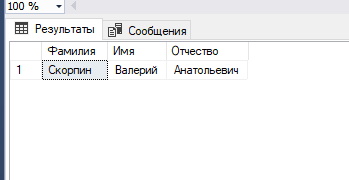 100 %
Результаты Сообщения
Фамилия Имя Отчество
1 Скорпин Валерий Анатольевич